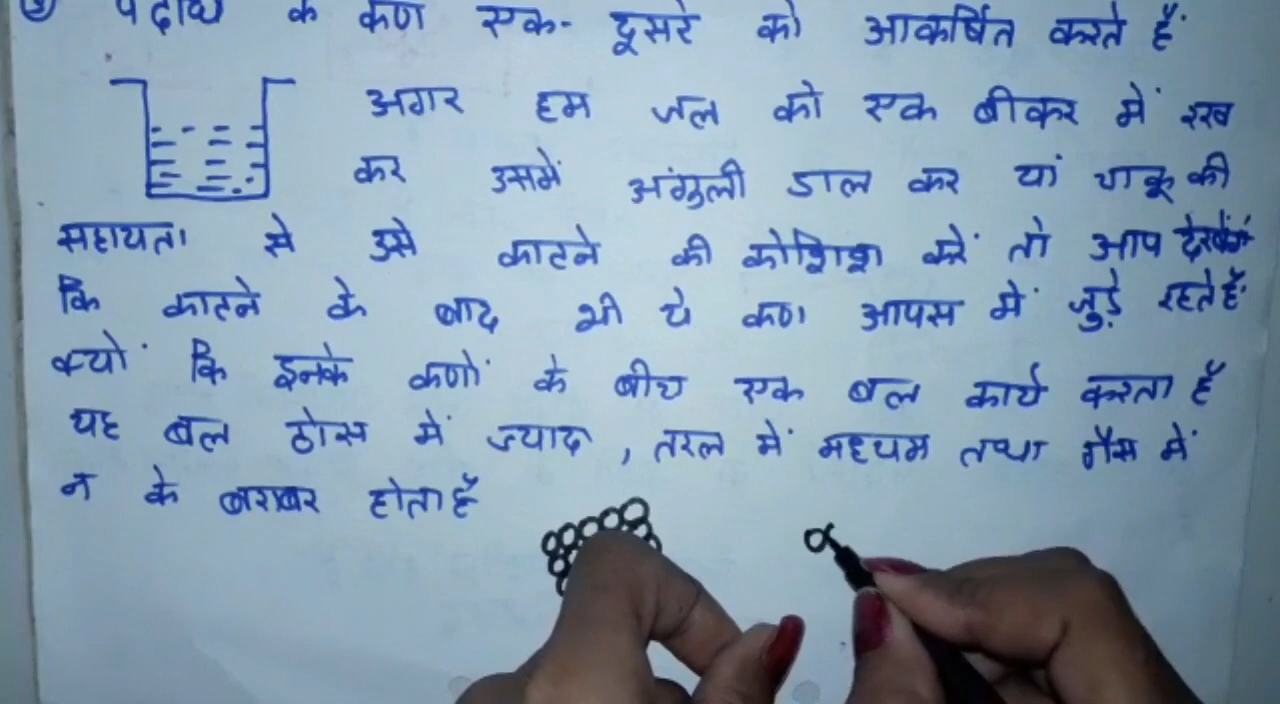 ③ पदार्थ के कण एक-दूसरे को आकर्षित करते हैं
अगर हम जल को एक बीकर में रख
कर उसमें अंगुली डाल कर यां चाकू की
सहायता से उसे काटने की कोशिश करें तो आप देखेंगें
कि काटने के बाद भी ये कण आपस में जुड़े रहते हैं
क्यों कि इनके कणों के बीच एक बल कार्य करता है
यह बल ठोस में ज्यादा, तरल में मध्यम तथा गैस में
न के बराबर होता है